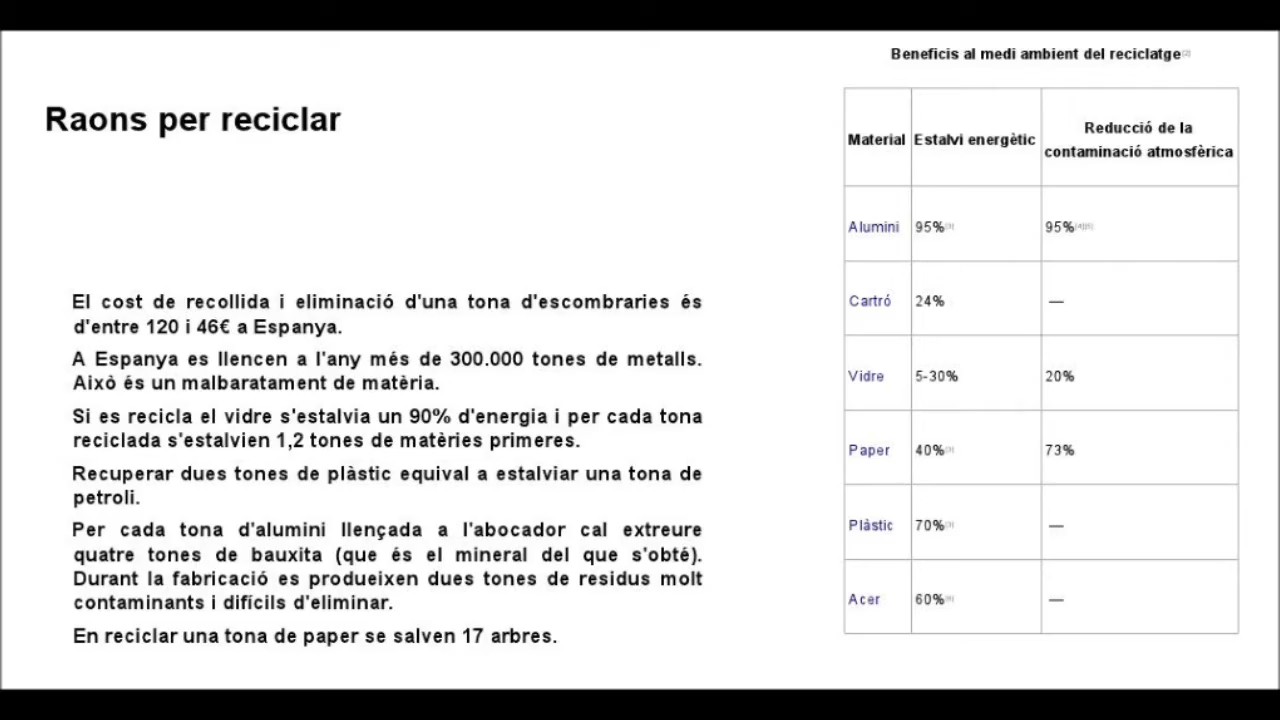 Raons per reciclar
El cost de recollida i eliminació d'una tona d'escombraries és
d'entre 120 i 46€ a Espanya.
A Espanya es llencen a l'any més de 300.000 tones de metalls.
Això és un malbaratament de matèria.
Si es recicla el vidre s'estalvia un 90% d'energia i per cada tona
reciclada s'estalvien 1,2 tones de matèries primeres.
Recuperar dues tones de plàstic equival a estalviar una tona de
petroli.
Per cada tona d'alumini llençada a l'abocador cal extreure
quatre tones de bauxita (que és el mineral del que s'obté).
Durant la fabricació es produeixen dues tones de residus molt
contaminants i difícils d'eliminar.
En reciclar una tona de paper se salven 17 arbres.
Beneficis al medi ambient del reciclatge
Material Estalvi energètic Reducció de la
contaminació atmosfèrica
Alumini 95% 95%
Cartró 24% —
Vidre 5-30% 20%
Paper 40% 73%
Plàstic 70% —
Acer 60% —